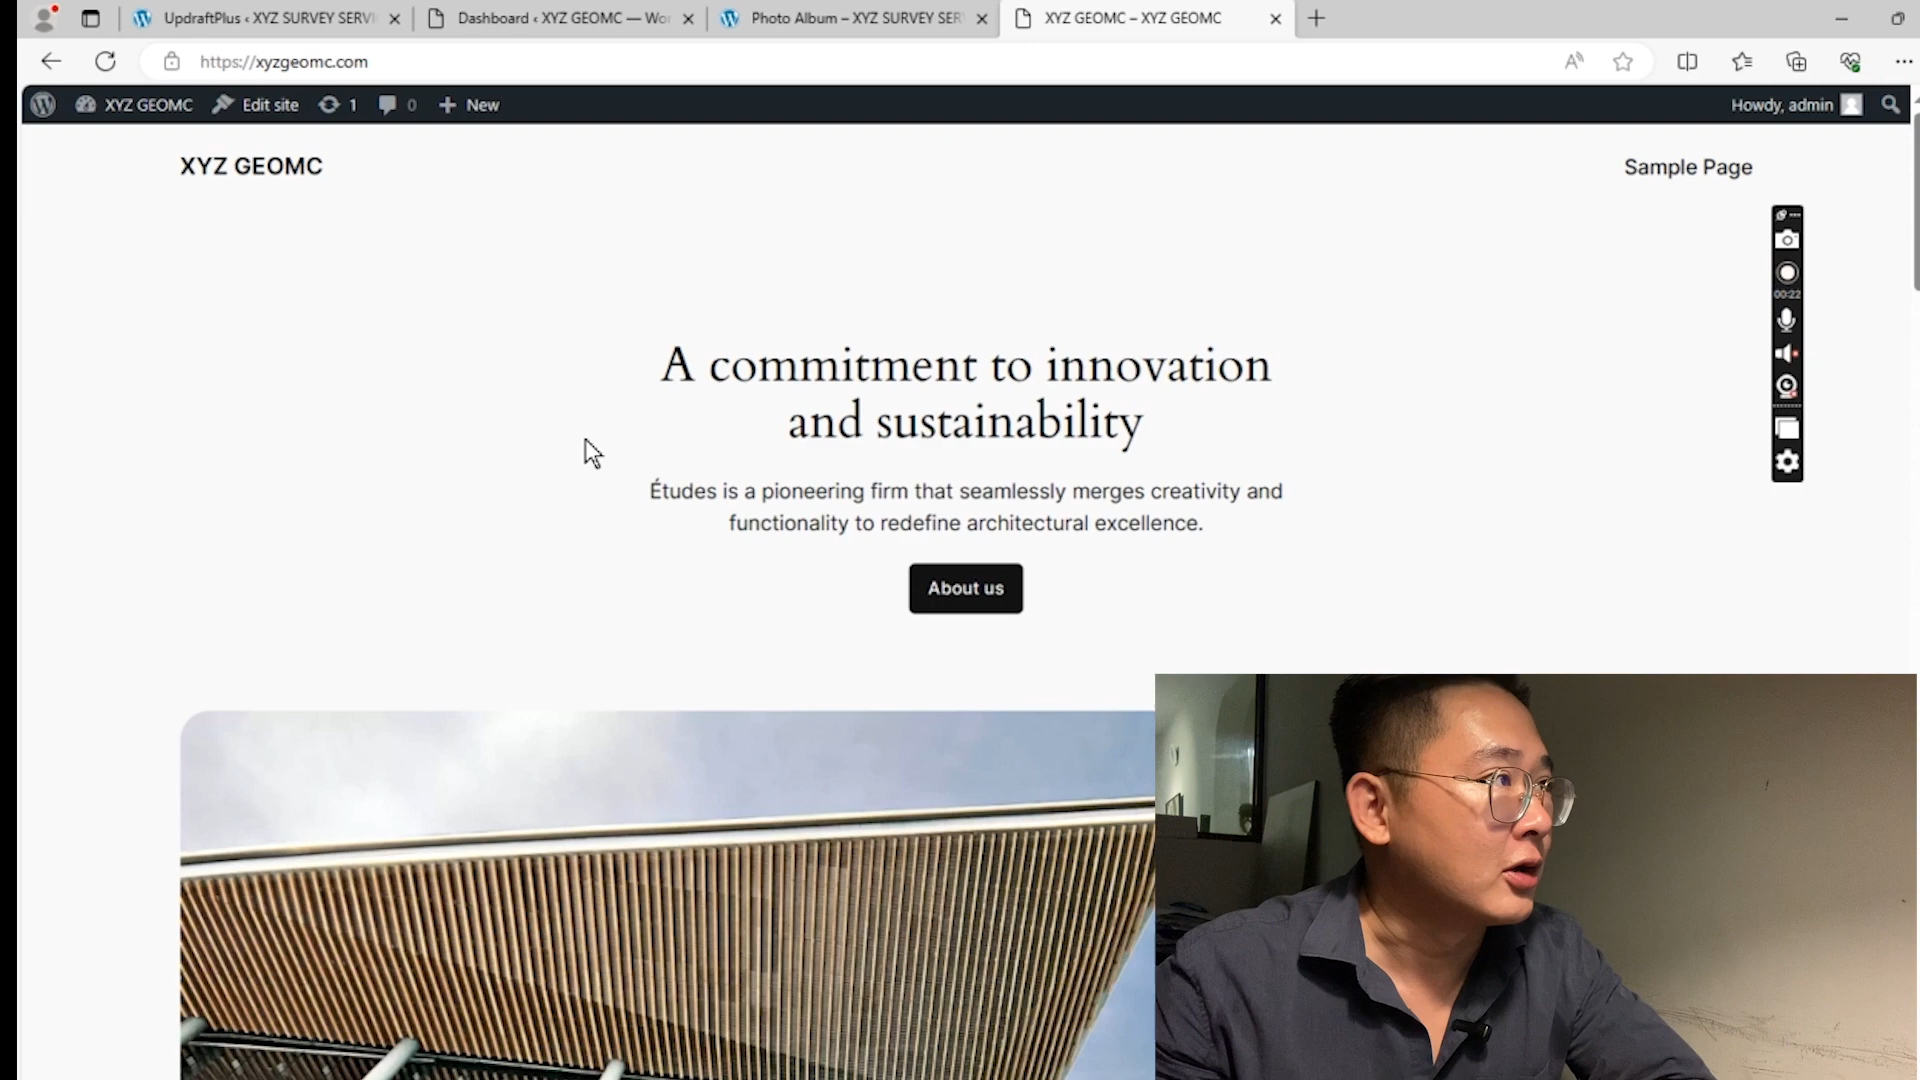 UpdraftPlus ‹ XYZ SURVEY SERVI
Dashboard ‹ XYZ GEOMC — Wor
Photo Album – XYZ SURVEY SER
XYZ GEOMC – XYZ GEOMC
https://xyzgeomc.com
XYZ GEOMC
Edit site
1
0
New
Howdy, admin
XYZ GEOMC
Sample Page
00:22
A commitment to innovation
and sustainability
Études is a pioneering firm that seamlessly merges creativity and
functionality to redefine architectural excellence.
About us